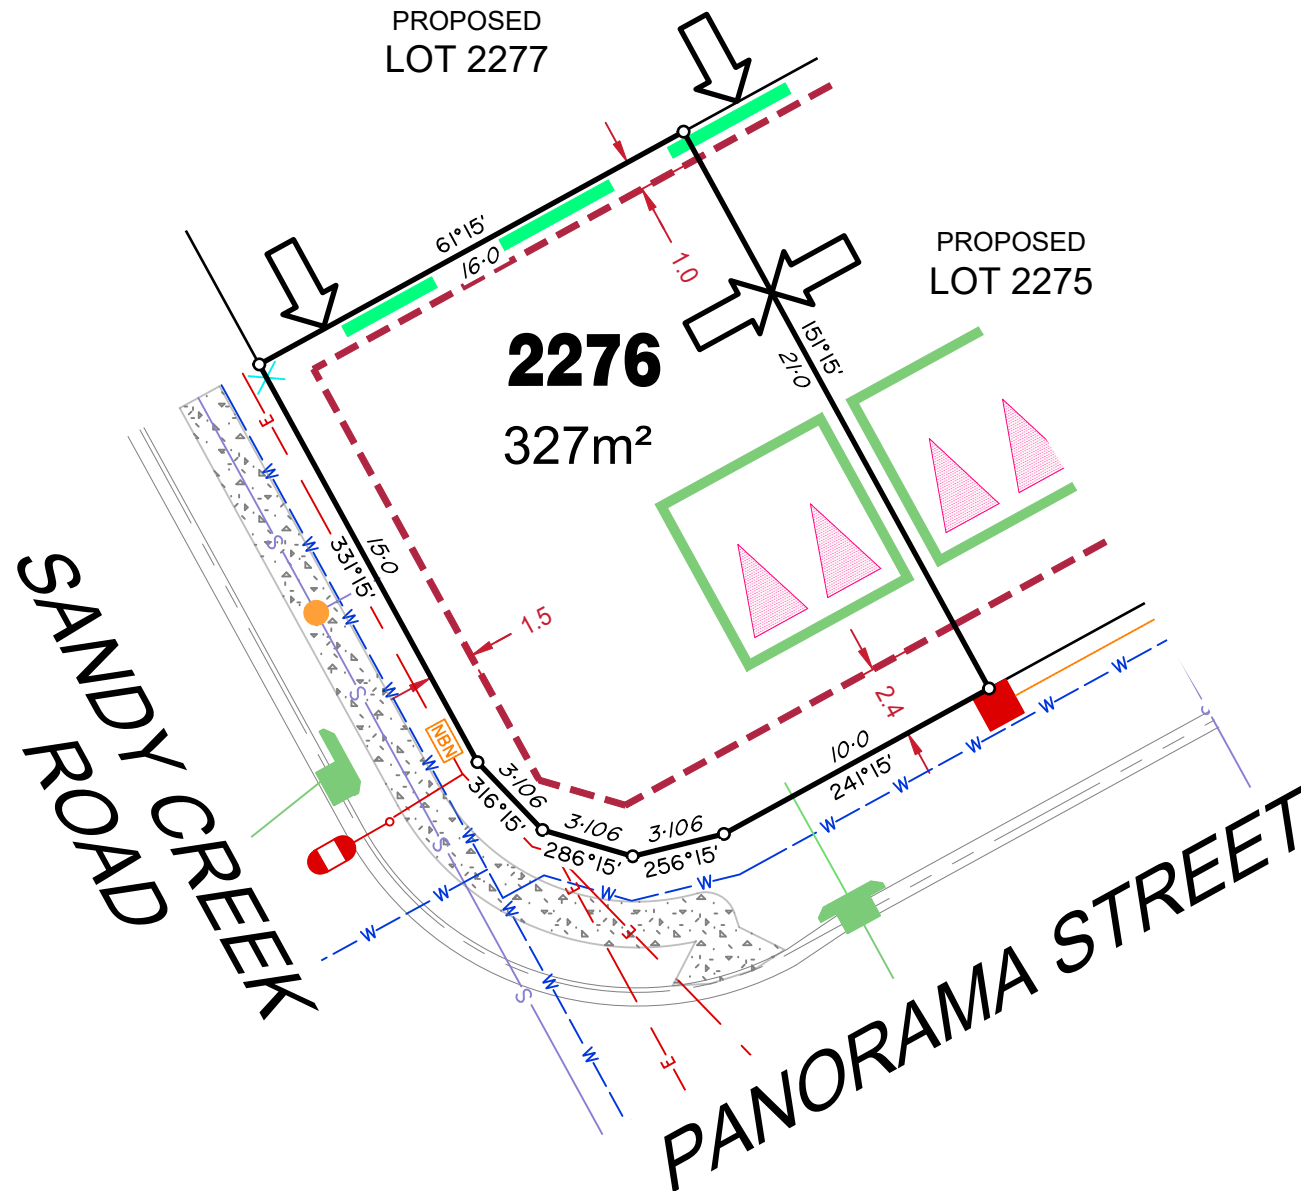 PROPOSED
LOT 2277
PROPOSED
LOT 2275
61°15'
16·0
1.0
2276
327m²
151°15'
21·0
E
W
S
W
15·0
331°15'
W
1.5
S
W
2.4
NBN
W
W
W
10·0
241°15'
W
W
3·106
316°15'
3·106
3·106
286°15'
256°15'
S
W
W
W
E
W
W
E
W
S
W
W
E
SANDY CREEK
ROAD
PANORAMA STREET